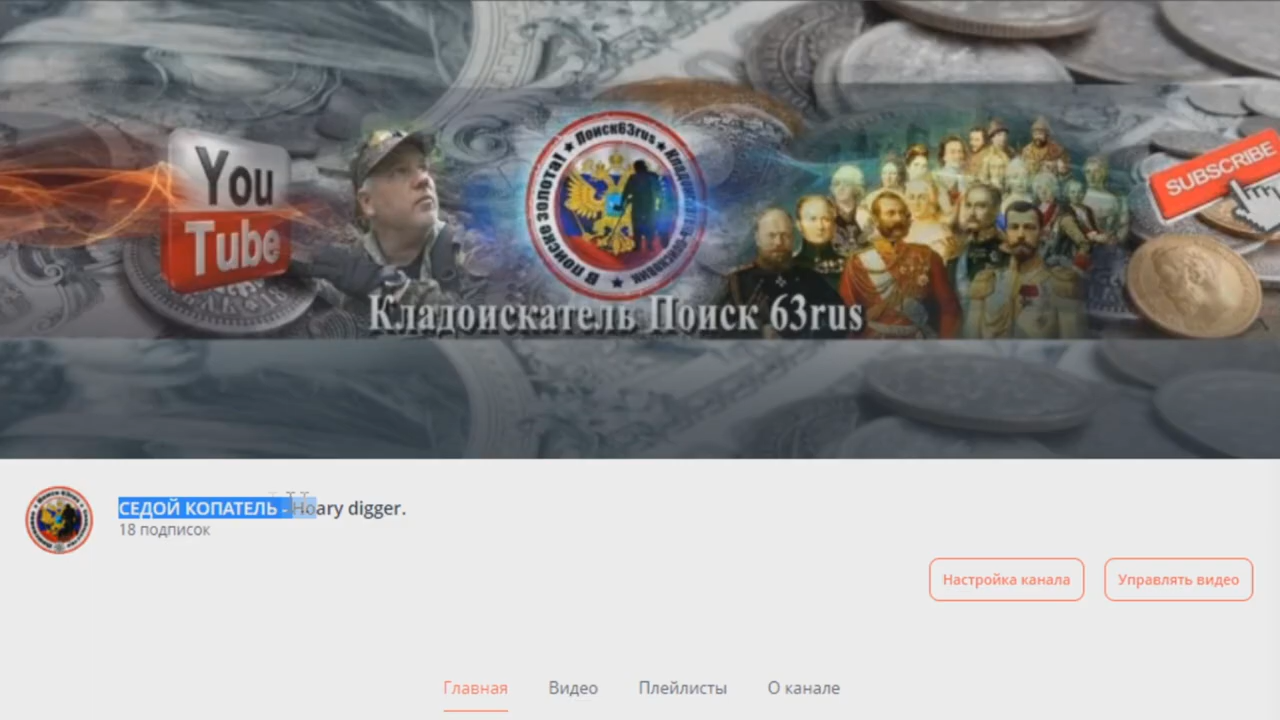 You
Tube
★ Поиск63rus ★
В поиске золота!
SUBSCRIBE
Кладоискатель Поиск 63rus
СЕДОЙ КОПАТЕЛЬ - Hoary digger.
18 подписок
Настройка канала
Управлять видео
Главная
Видео
Плейлисты
О канале